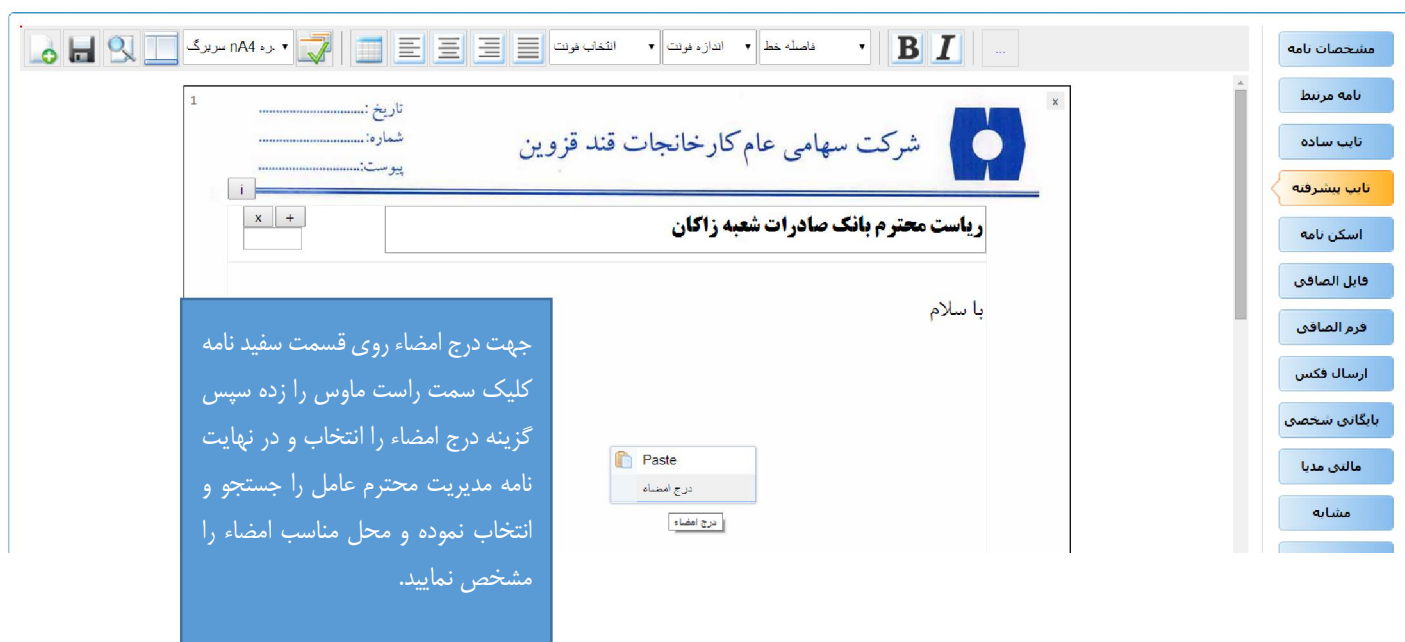 سربرگ nA4 بره
انتخاب فونت
اندازه فونت
فاصله خط
B I
...
مشخصات نامه
نامه مرتبط
تایپ ساده
تایپ پیشرفته
اسکن نامه
فایل الصاقی
فرم الصاقی
ارسال فکس
بایگانی شخصی
مالتی مدیا
مشابه
1
x
شرکت سهامی عام کارخانجات قند قزوین
تاریخ :..............................
شماره:..............................
پیوست:..............................
i
x +
ریاست محترم بانک صادرات شعبه زاکان
با سلام
Paste
درج امضاء
درج امضاء
جهت درج امضاء روی قسمت سفید نامه
کلیک سمت راست ماوس را زده سپس
گزینه درج امضاء را انتخاب و در نهایت
نامه مدیریت محترم عامل را جستجو و
انتخاب نموده و محل مناسب امضاء را
مشخص نمایید.